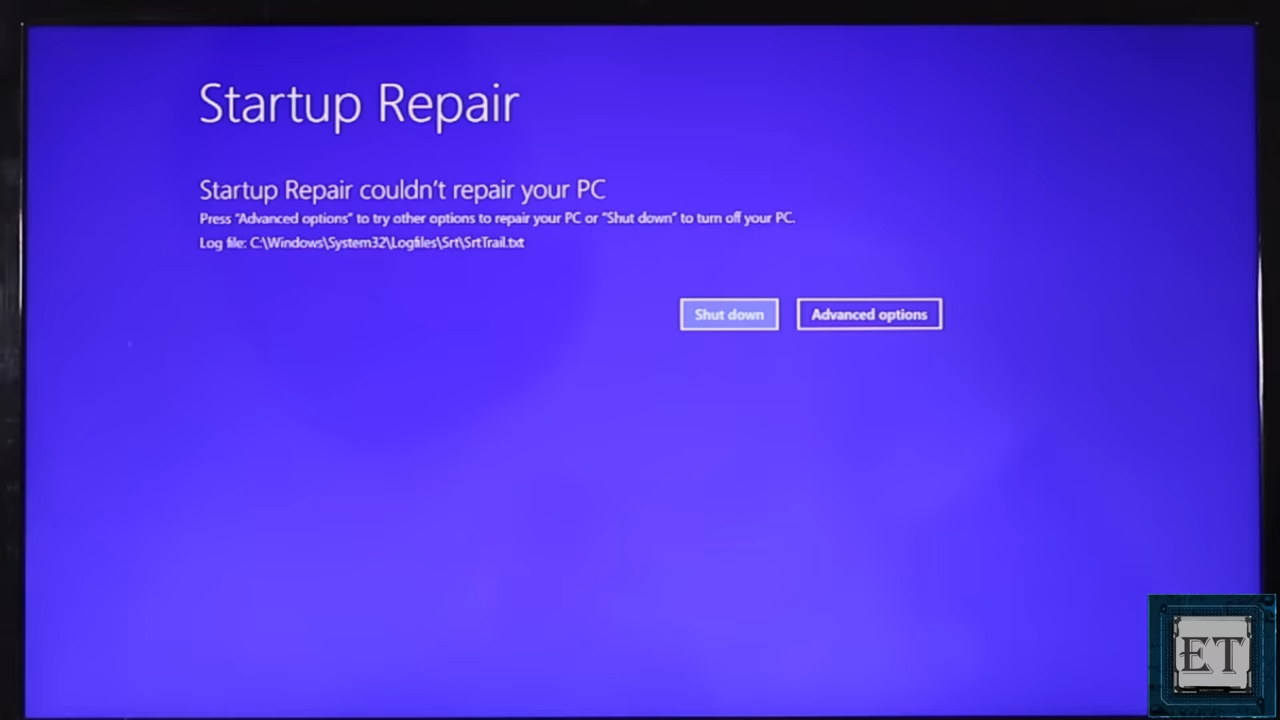 Startup Repair
Startup Repair couldn't repair your PC
Press "Advanced options" to try other options to repair your PC or "Shut down" to turn off your PC.
Log file: C:\Windows\System32\Logfiles\Srt\SrtTrail.txt
Shut down
Advanced options
ET